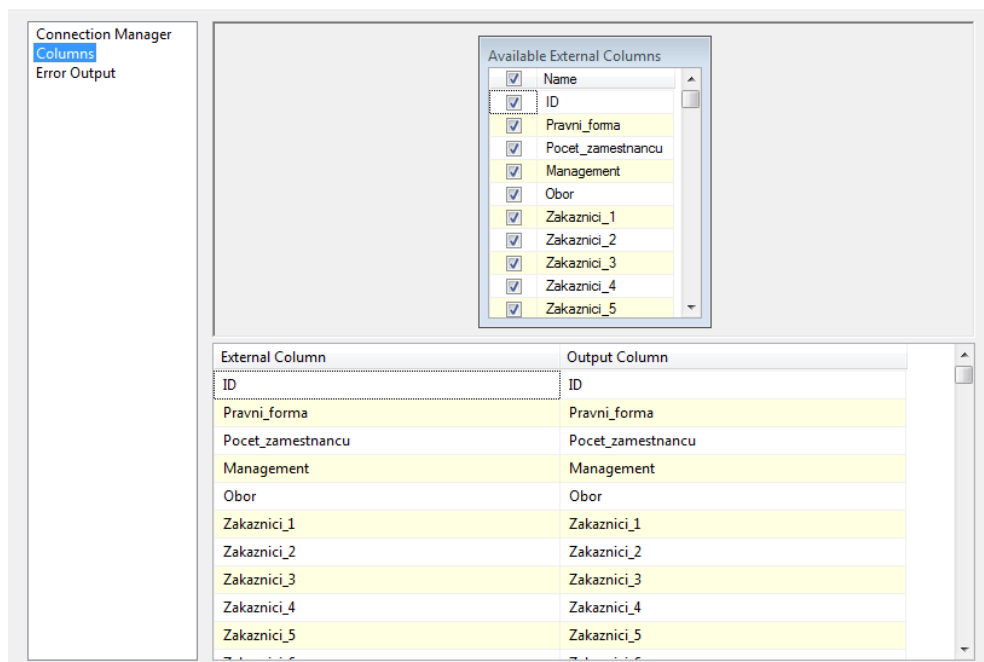 Connection Manager
Columns
Error Output
Available External Columns
Name
ID
Pravni_forma
Pocet_zamestnancu
Management
Obor
Zakaznici_1
Zakaznici_2
Zakaznici_3
Zakaznici_4
Zakaznici_5
External Column Output Column
ID ID
Pravni_forma Pravni_forma
Pocet_zamestnancu Pocet_zamestnancu
Management Management
Obor Obor
Zakaznici_1 Zakaznici_1
Zakaznici_2 Zakaznici_2
Zakaznici_3 Zakaznici_3
Zakaznici_4 Zakaznici_4
Zakaznici_5 Zakaznici_5